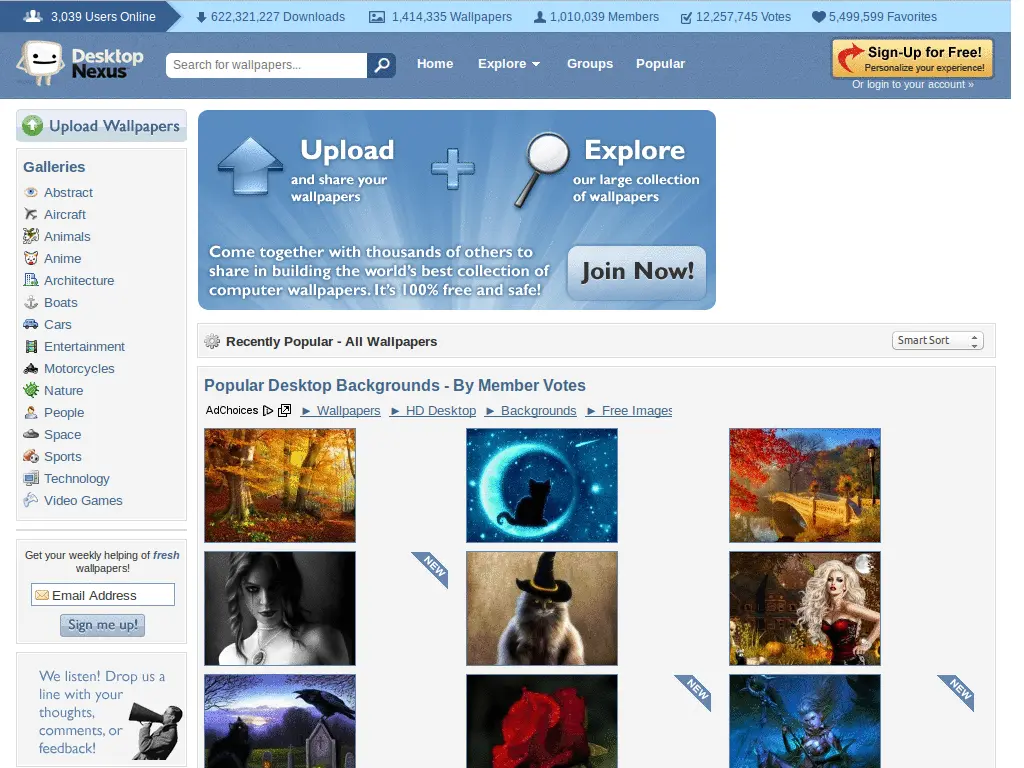 3,039 Users Online
622,321,227 Downloads
1,414,335 Wallpapers
1,010,039 Members
12,257,745 Votes
5,499,599 Favorites
Desktop
Nexus
Search for wallpapers...
Home
Explore
Groups
Popular
Sign-Up for Free!
Personalize your experience!
Or login to your account »
Upload Wallpapers
Galleries
Abstract
Aircraft
Animals
Anime
Architecture
Boats
Cars
Entertainment
Motorcycles
Nature
People
Space
Sports
Technology
Video Games
Get your weekly helping of fresh
wallpapers!
Email Address
Sign me up!
We listen! Drop us a
line with your
thoughts,
comments, or
feedback!
Upload
and share your
wallpapers
Explore
our large collection
of wallpapers
Come together with thousands of others to
share in building the world's best collection of
computer wallpapers. It's 100% free and safe!
Join Now!
Recently Popular - All Wallpapers
Smart Sort
Popular Desktop Backgrounds - By Member Votes
AdChoices
► Wallpapers
► HD Desktop
► Backgrounds
► Free Images
NEW
NEW
NEW